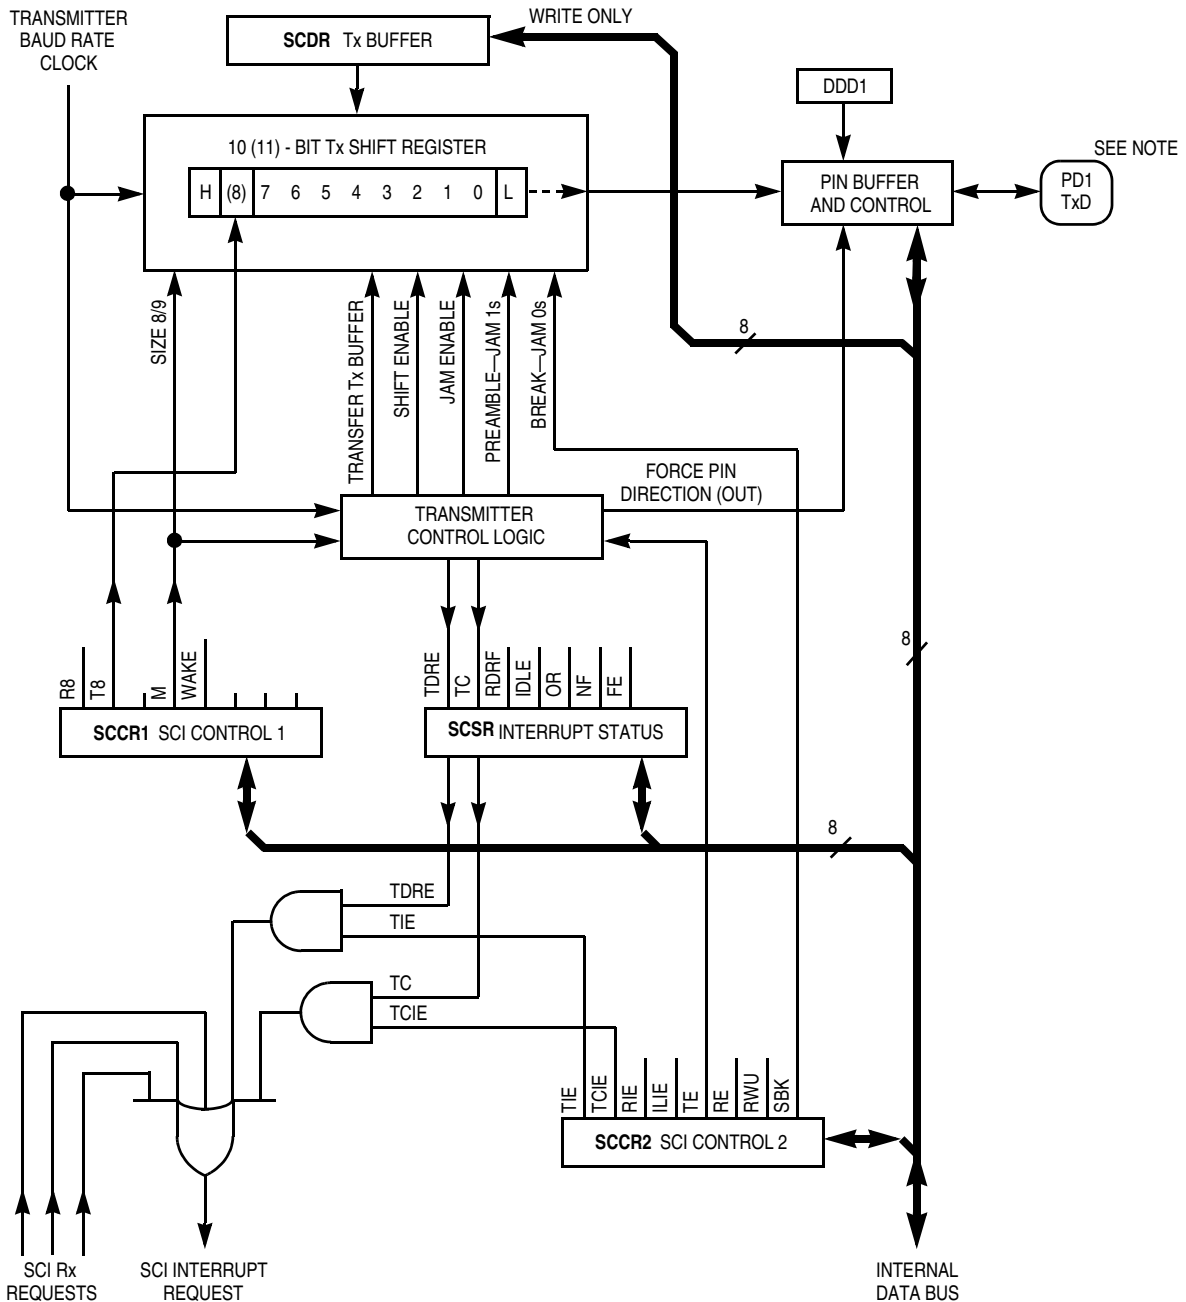 TRANSMITTER
BAUD RATE
CLOCK
SCDR Tx BUFFER
WRITE ONLY
DDD1
SEE NOTE
10 (11) - BIT Tx SHIFT REGISTER
H (8) 7 6 5 4 3 2 1 0 L
PIN BUFFER
AND CONTROL
PD1
TxD
SIZE 8/9
TRANSFER Tx BUFFER
SHIFT ENABLE
JAM ENABLE
PREAMBLE—JAM 1s
BREAK—JAM 0s
8
FORCE PIN
DIRECTION (OUT)
TRANSMITTER
CONTROL LOGIC
8
R8
T8
M
WAKE
TDRE
TC
RDRF
IDLE
OR
NF
FE
SCCR1 SCI CONTROL 1
SCSR INTERRUPT STATUS
8
TDRE
TIE
TC
TCIE
TIE
TCIE
RIE
ILIE
TE
RE
RWU
SBK
SCCR2 SCI CONTROL 2
SCI Rx
REQUESTS
SCI INTERRUPT
REQUEST
INTERNAL
DATA BUS